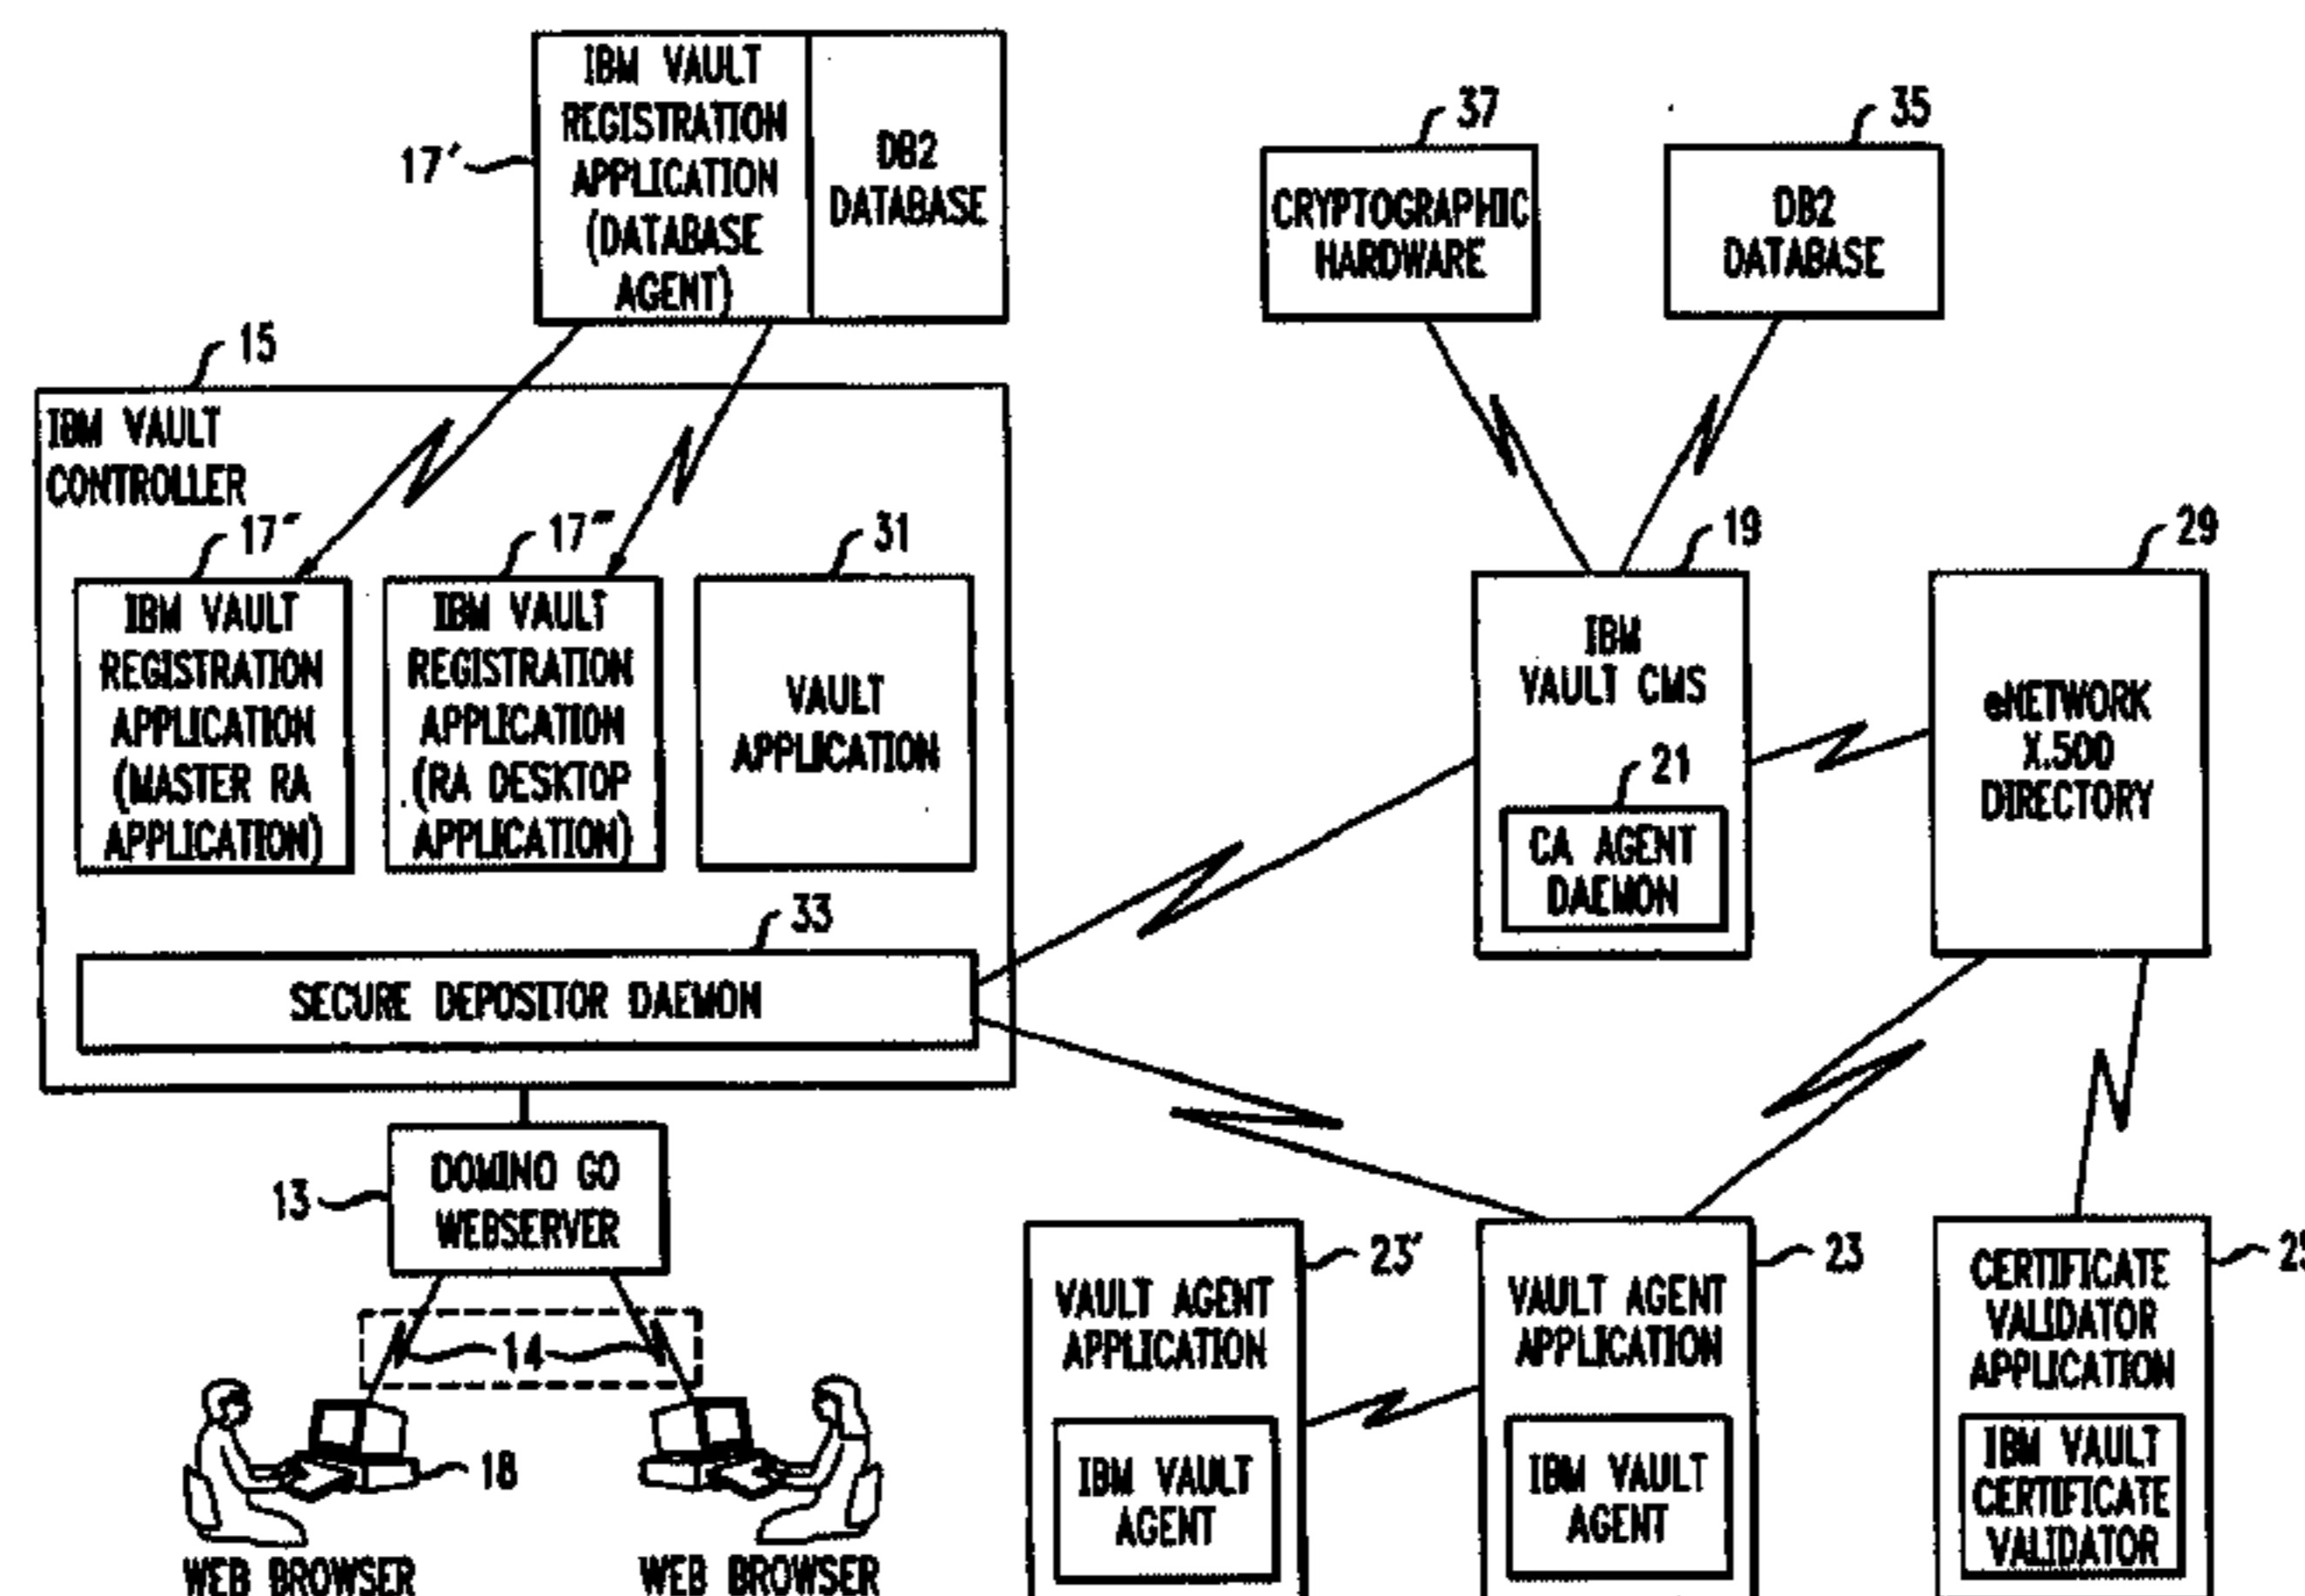 IBM VAULT
REGISTRATION
APPLICATION
(DATABASE
AGENT)
DB2
DATABASE
17′
37
CRYPTOGRAPHIC
HARDWARE
35
DB2
DATABASE
15
IBM VAULT
CONTROLLER
17″
IBM VAULT
REGISTRATION
APPLICATION
(MASTER RA
APPLICATION)
17‴
IBM VAULT
REGISTRATION
APPLICATION
(RA DESKTOP
APPLICATION)
31
VAULT
APPLICATION
33
SECURE DEPOSITOR DAEMON
19
IBM
VAULT CMS
21
CA AGENT
DAEMON
29
eNETWORK
X.500
DIRECTORY
13
DOMINO GO
WEBSERVER
14
18
WEB BROWSER
WEB BROWSER
23′
VAULT AGENT
APPLICATION
IBM VAULT
AGENT
23
VAULT AGENT
APPLICATION
IBM VAULT
AGENT
CERTIFICATE
VALIDATOR
APPLICATION
IBM VAULT
CERTIFICATE
VALIDATOR